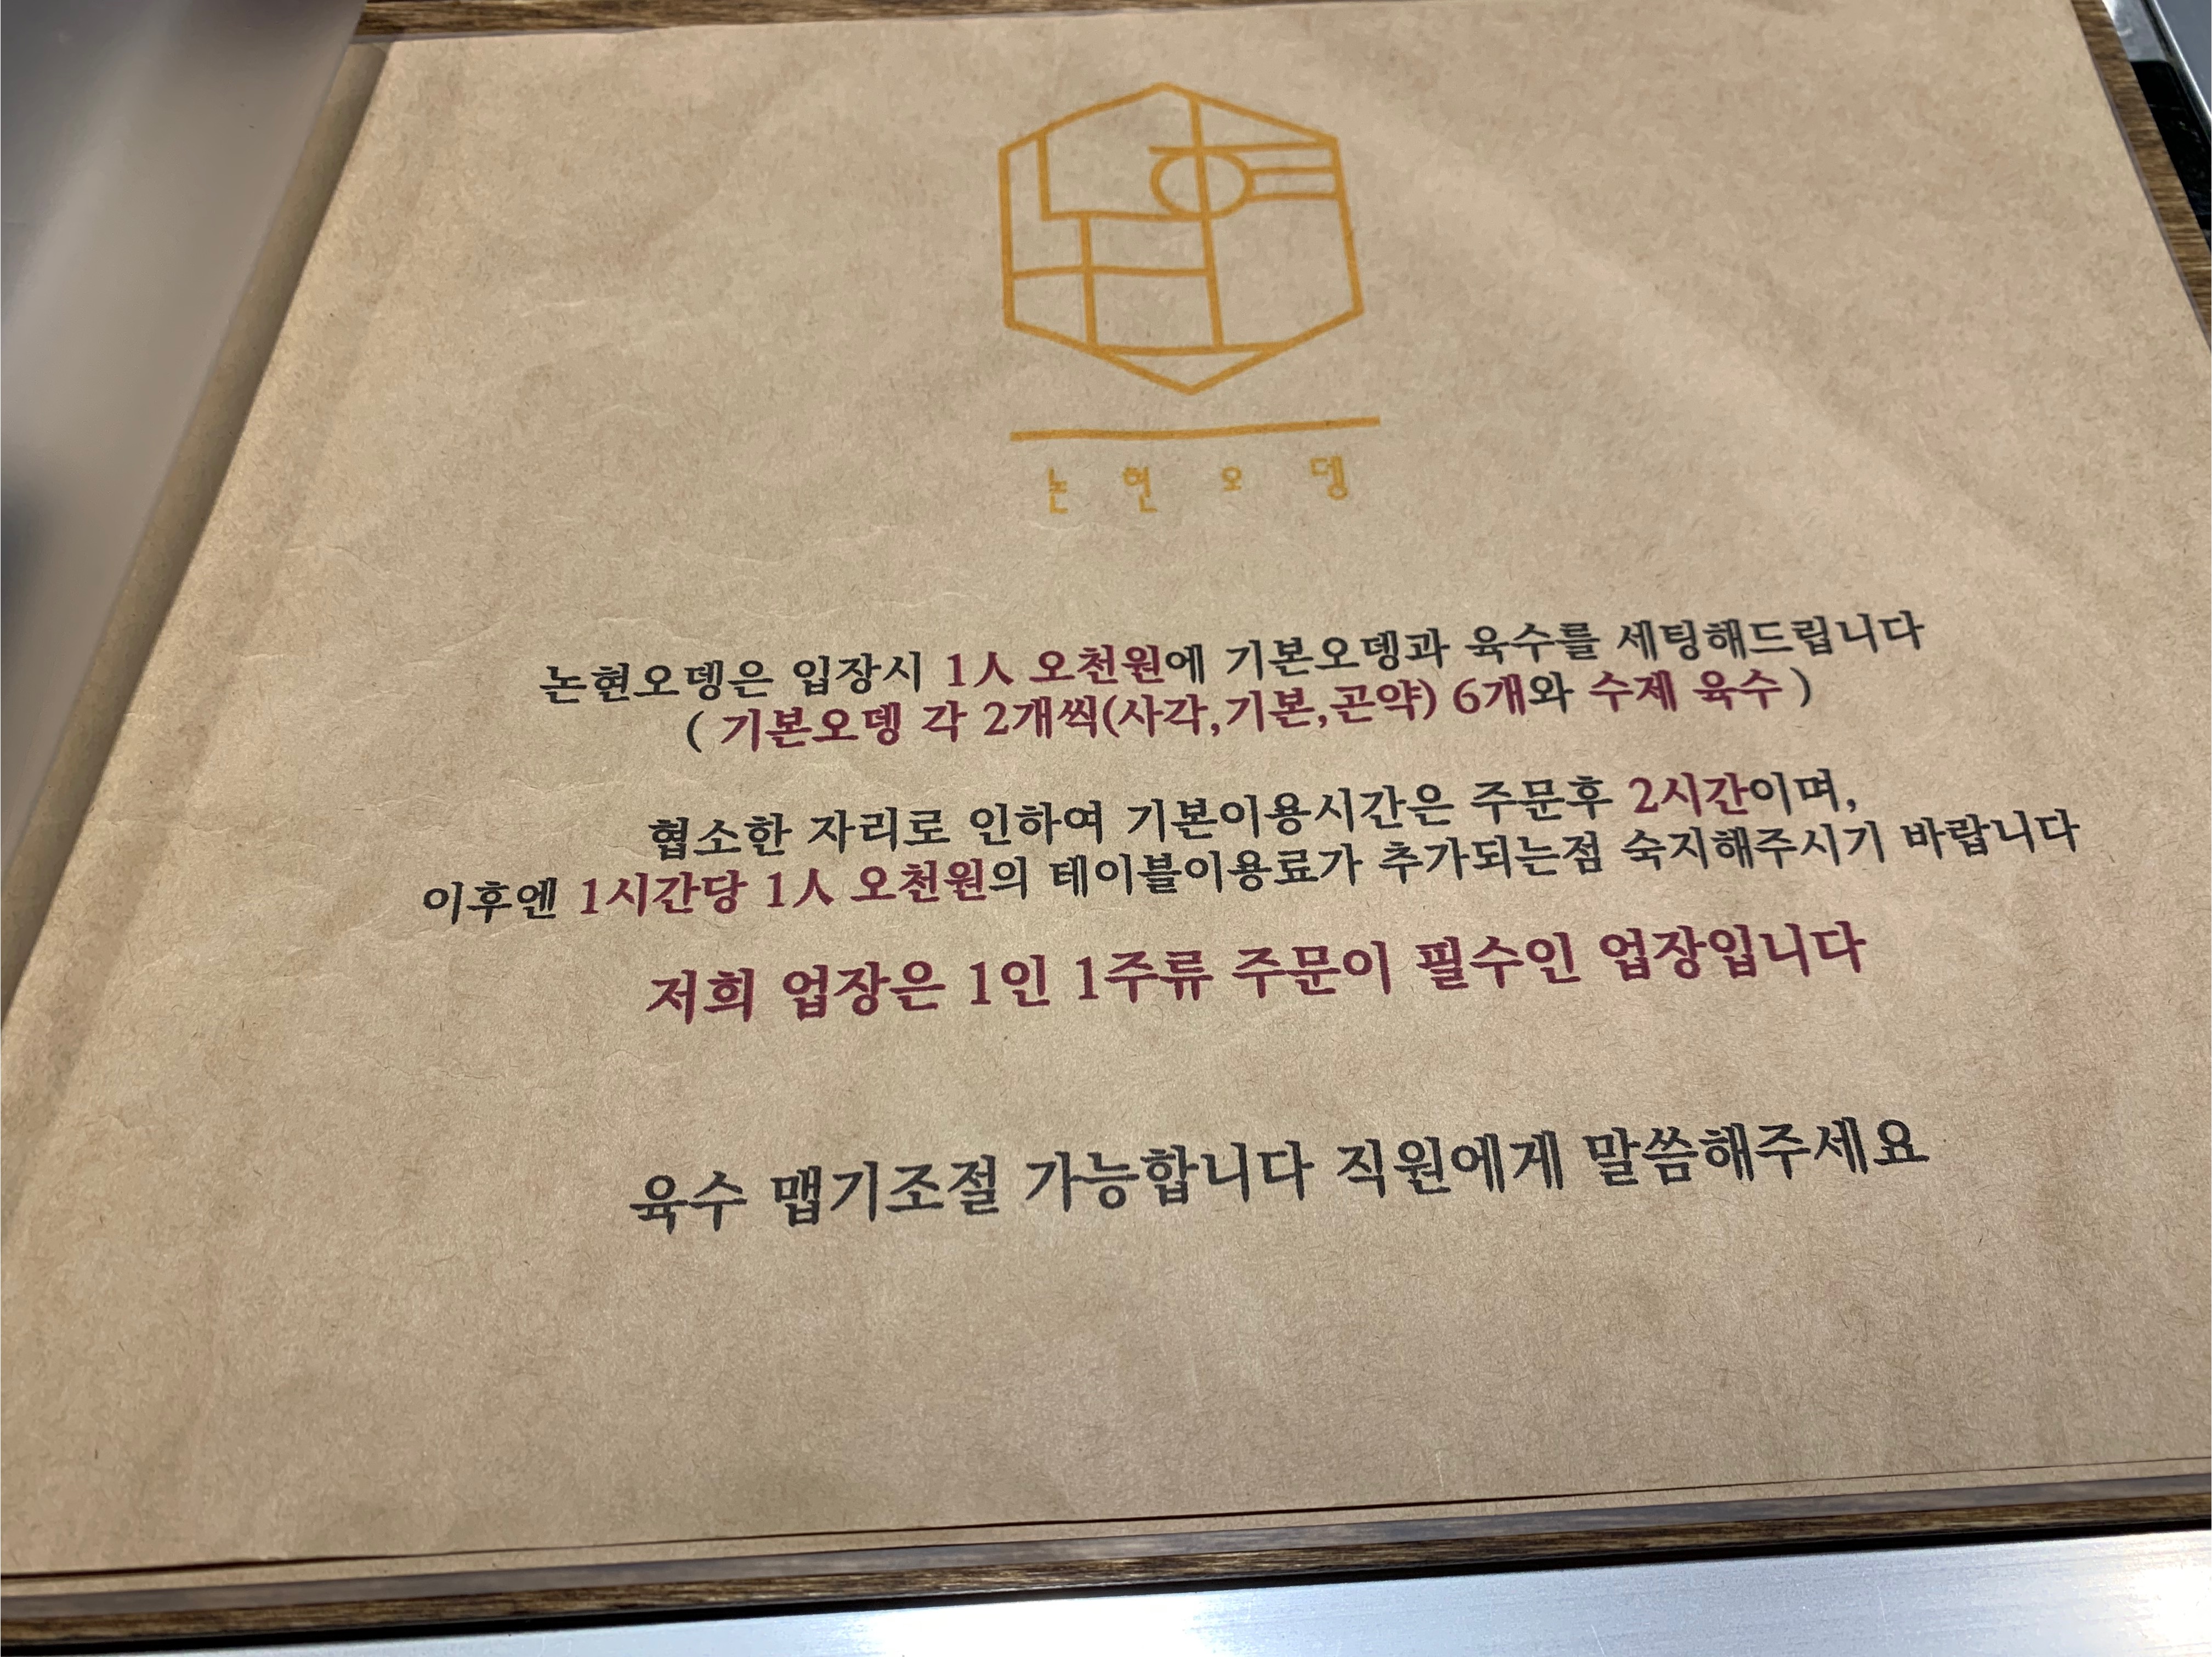 논현오뎅
논현오뎅은 입장시 1人 오천원에 기본오뎅과 육수를 세팅해드립니다
( 기본오뎅 각 2개씩(사각,기본,곤약) 6개와 수제 육수 )
협소한 자리로 인하여 기본이용시간은 주문후 2시간이며,
이후엔 1시간당 1人 오천원의 테이블이용료가 추가되는점 숙지해주시기 바랍니다
저희 업장은 1인 1주류 주문이 필수인 업장입니다
육수 맵기조절 가능합니다 직원에게 말씀해주세요